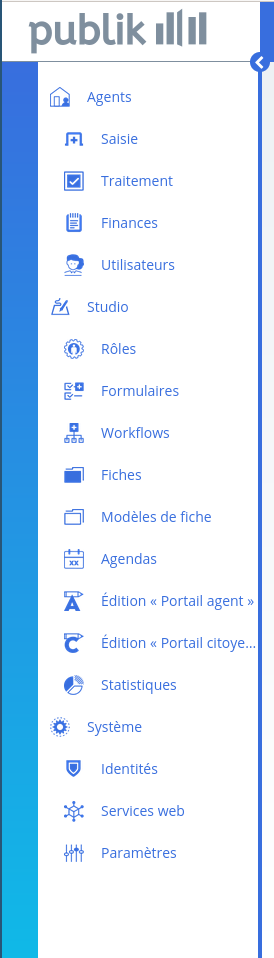 publik
Agents
Saisie
Traitement
Finances
Utilisateurs
Studio
Rôles
Formulaires
Workflows
Fiches
Modèles de fiche
Agendas
Édition « Portail agent »
Édition « Portail citoye...
Statistiques
Système
Identités
Services web
Paramètres